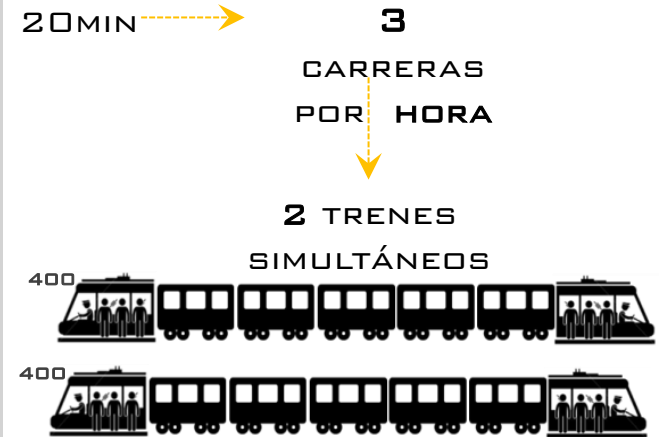 20MIN
3
CARRERAS
POR HORA
2 TRENES
SIMULTÁNEOS
400
400